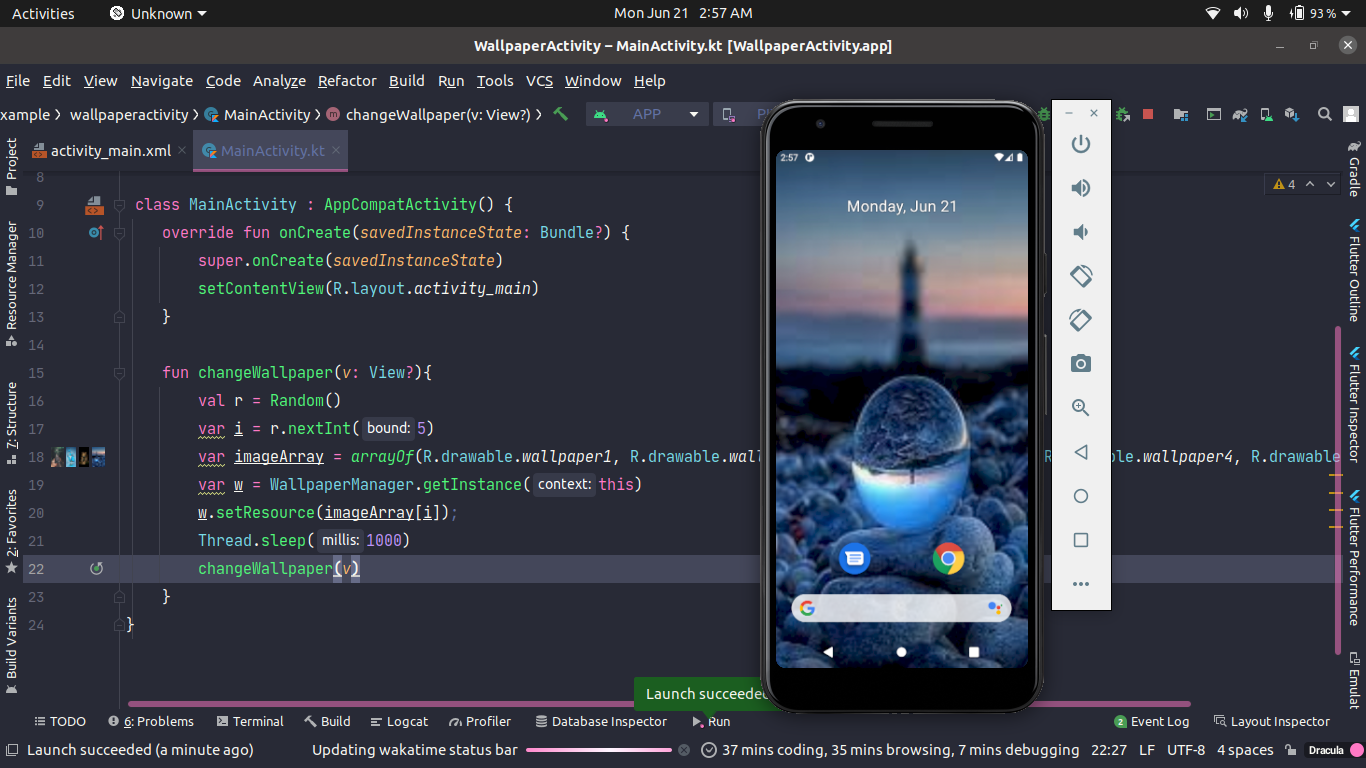 Activities Unknown Mon Jun 21 2:57 AM 93 %
WallpaperActivity – MainActivity.kt [WallpaperActivity.app]
File Edit View Navigate Code Analyze Refactor Build Run Tools VCS Window Help
xample wallpaperactivity MainActivity changeWallpaper(v: View?) APP
activity_main.xml MainActivity.kt
8
9 class MainActivity : AppCompatActivity() {
10 override fun onCreate(savedInstanceState: Bundle?) {
11 super.onCreate(savedInstanceState)
12 setContentView(R.layout.activity_main)
13 }
14
15 fun changeWallpaper(v: View?){
16 val r = Random()
17 var i = r.nextInt( bound: 5)
18 var imageArray = arrayOf(R.drawable.wallpaper1, R.drawable.wal able.wallpaper4, R.drawable
19 var w = WallpaperManager.getInstance( context: this)
20 w.setResource(imageArray[i]);
21 Thread.sleep( millis: 1000)
22 changeWallpaper(v)
23 }
24 }
4
2:57
Monday, Jun 21
Project
Resource Manager
7: Structure
2: Favorites
Build Variants
Gradle
Flutter Outline
Flutter Inspector
Flutter Performance
Emulat
Launch succeeded
TODO 6: Problems Terminal Build Logcat Profiler Database Inspector Run 2 Event Log Layout Inspector
Launch succeeded (a minute ago) Updating wakatime status bar 37 mins coding, 35 mins browsing, 7 mins debugging 22:27 LF UTF-8 4 spaces Dracula